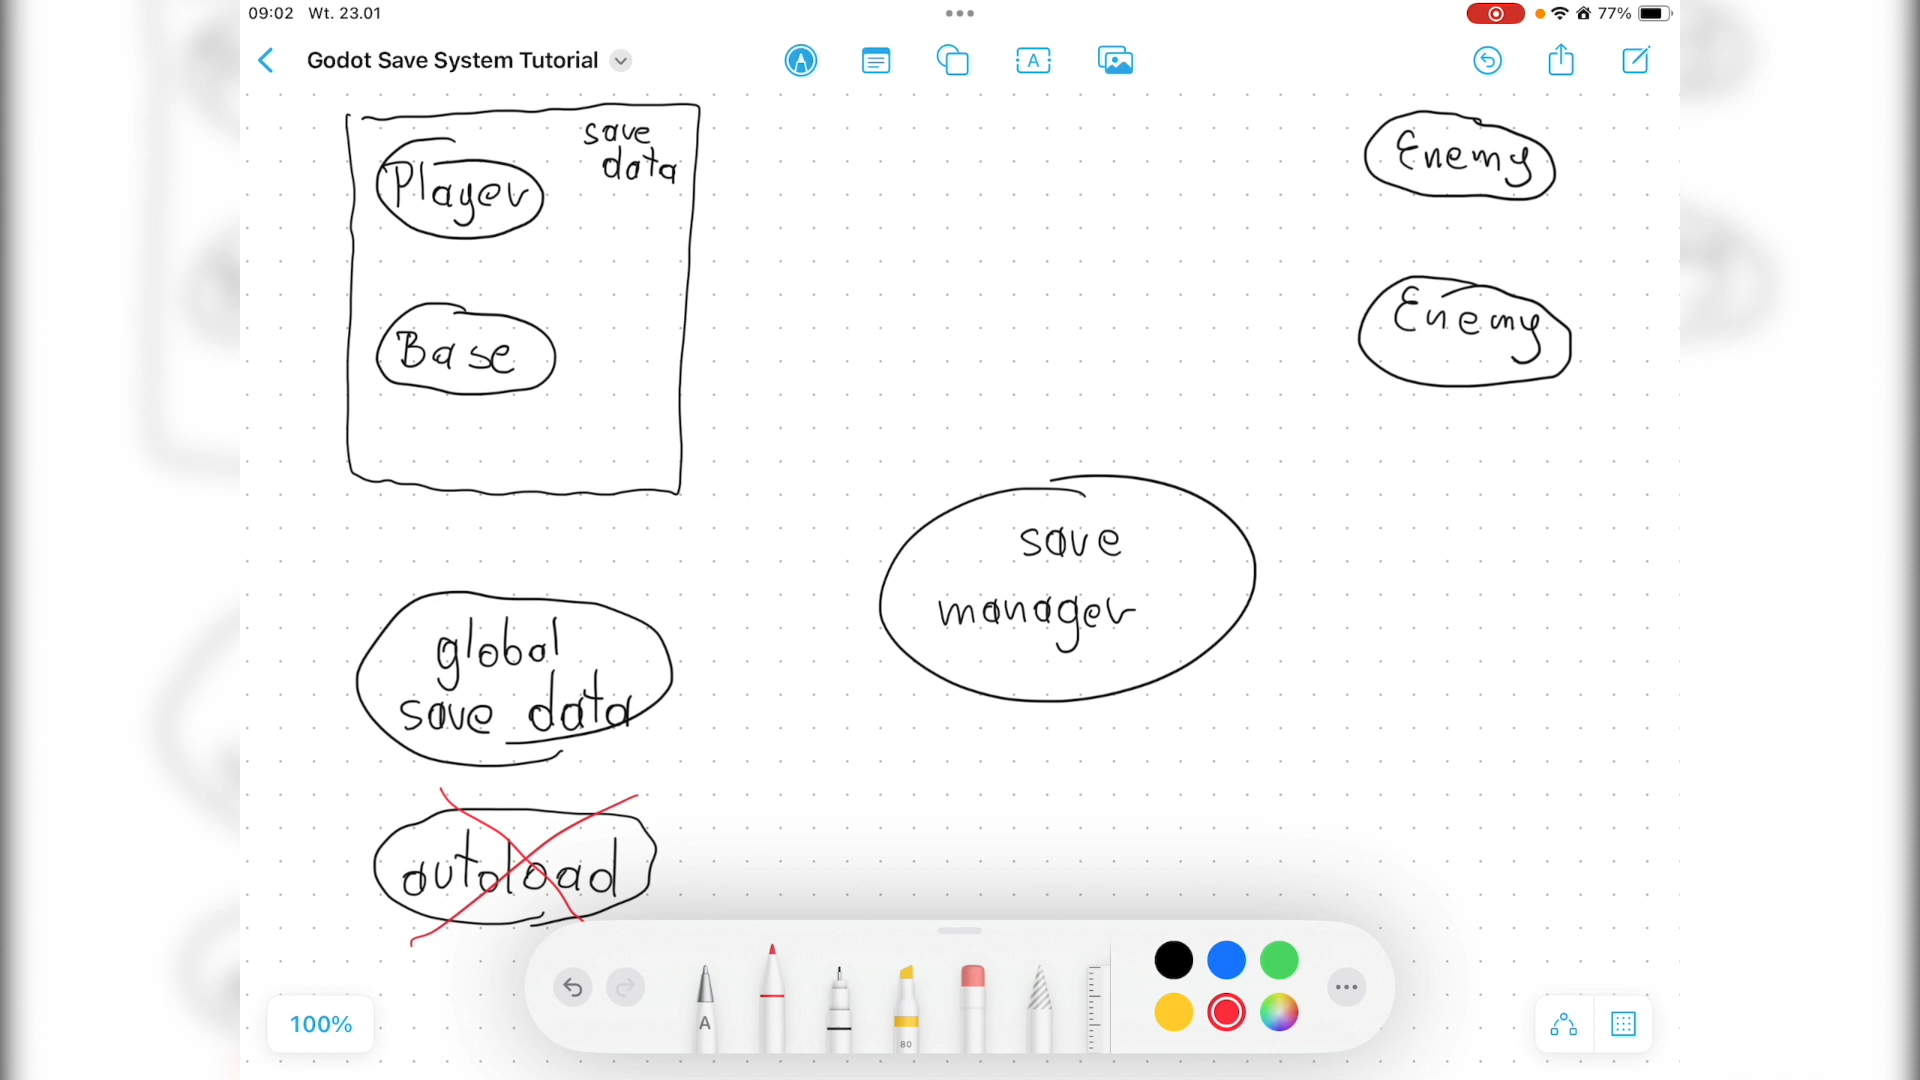 09:02 Wt. 23.01
77%
Godot Save System Tutorial
A
save
data
Player
Base
Enemy
Enemy
save
manager
global
save data
autoload
A
80
100%